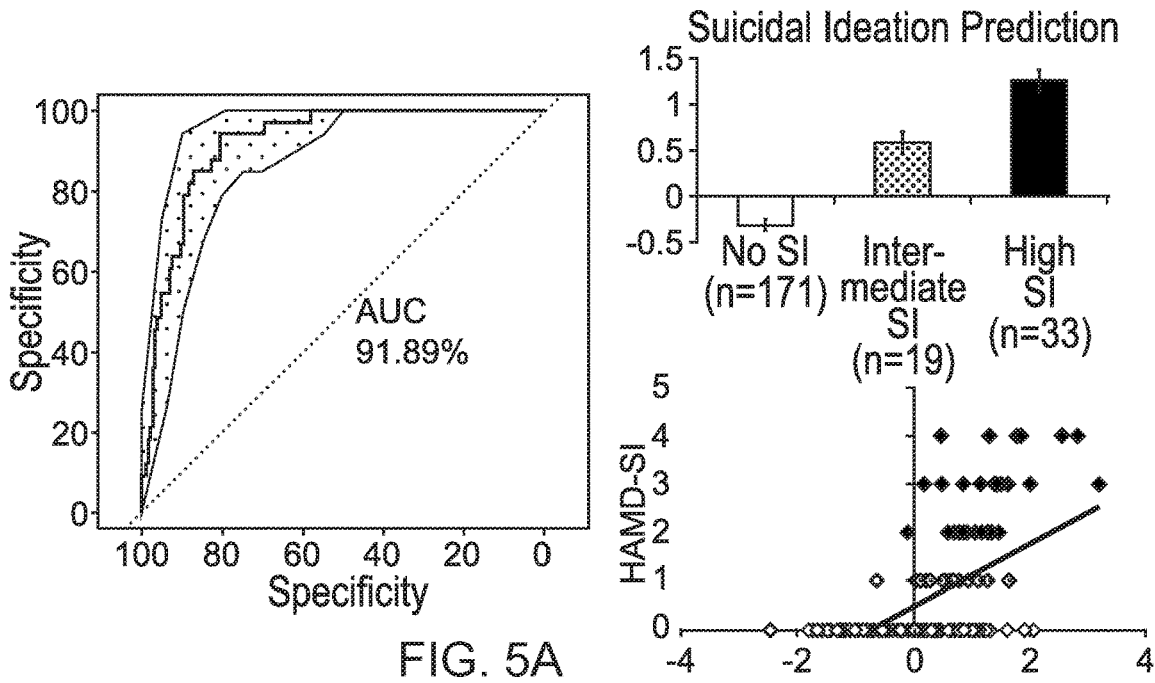 Specificity
100
80
60
40
20
0
AUC
91.89%
100 80 60 40 20 0
Specificity
FIG. 5A
Suicidal Ideation Prediction
1.5
1
0.5
0
-0.5
No SI
(n=171)
Inter-
mediate
SI
(n=19)
High
SI
(n=33)
HAMD-SI
5
4
3
2
1
0
-4 -2 0 2 4